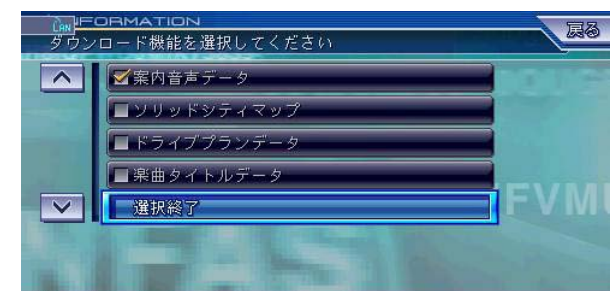 INFORMATION
LAN
戻る
ダウンロード機能を選択してください
案内音声データ
ソリッドシティマップ
ドライブプランデータ
楽曲タイトルデータ
選択終了
FVM